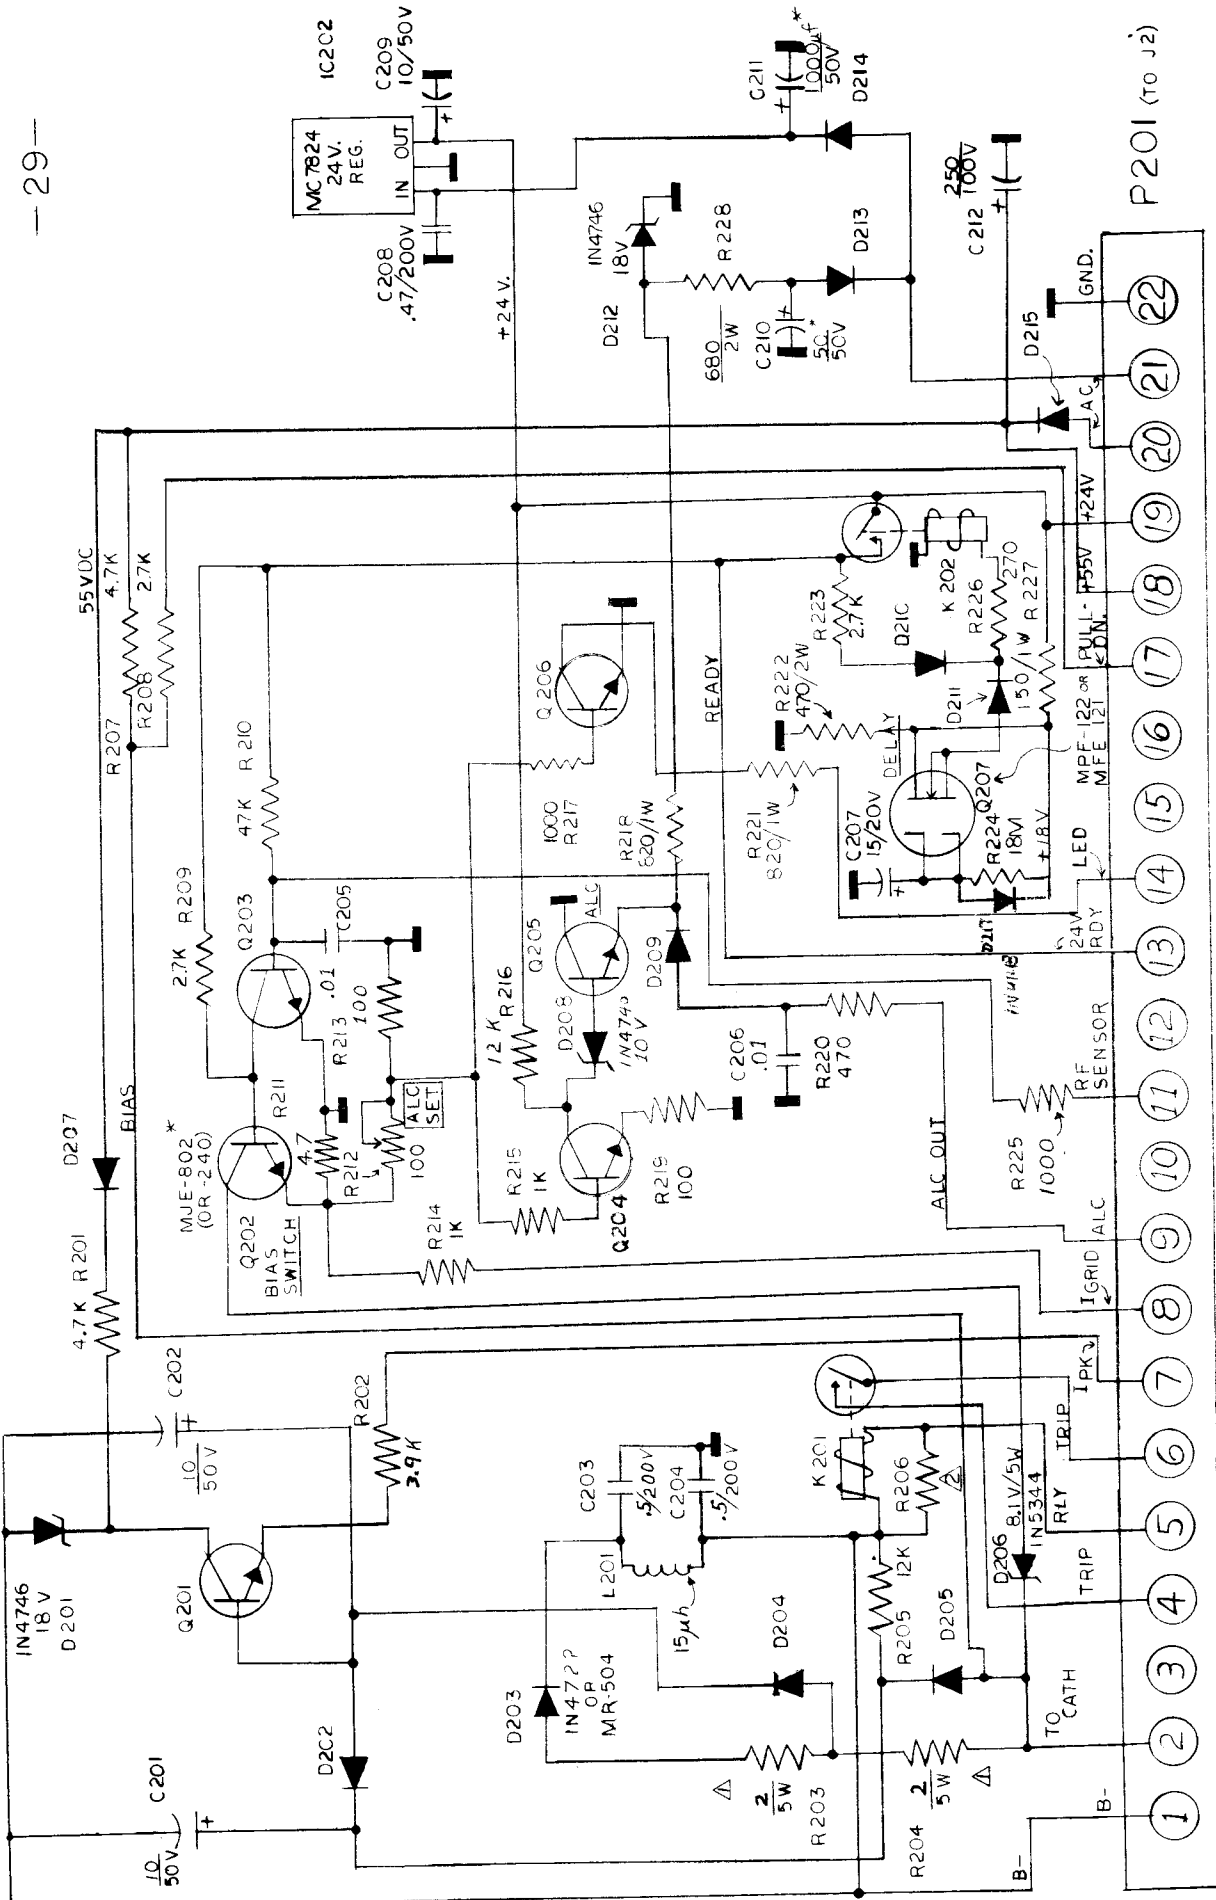 -29-
IC202
MC7824
24V.
REG.
IN
OUT
C209
10/50V
C208
.47/200V
+24V.
IN4746
18V
D212
R228
680
2W
C210
50*
50V
D213
C211
1000µf*
50V
D214
250
100V
C212
P201 (TO J2)
55VDC
4.7K
2.7K
R207
R208
R210
47K
R209
2.7K
Q203
C205
.01
R213
100
R211
4.7
R212
100
ALC
SET
MJE-802*
(OR-240)
Q202
BIAS
SWITCH
BIAS
D207
R201
4.7K
C202
10
50V
R202
3.9K
IN4746
18V
D201
Q201
C201
10
50V
D2C2
R214
1K
R215
1K
Q204
R219
100
12K
R216
D208
IN4740
10V
Q205
ALC
R218
820/1W
1000
R217
Q206
D209
C206
.01
R220
470
ALC OUT
READY
R223
2.7K
R222
470/2W
R221
820/1W
D21C
K202
R226
270
R227
150/1W
D211
DELAY
Q207
MPF-122 OR
MFE 121
C207
15/20V
R224
18M
+18V
R225
1000
C203
.5/200V
C204
.5/200V
L201
15µh
D203
IN4722
OR
MR-504
D204
2
5W
R203
2
5W
R204
K201
R206
2
12K
R205
D205
D206
8.1V/5W
IN5344
D215
B-
B-
TO
CATH
TRIP
RLY
TRIP
IPK
IGRID
ALC
RF
SENSOR
24V
RDY
LED
PULL-
DN.
+55V
+24V
AC
GND.
1
2
3
4
5
6
7
8
9
10
11
12
13
14
15
16
17
18
19
20
21
22